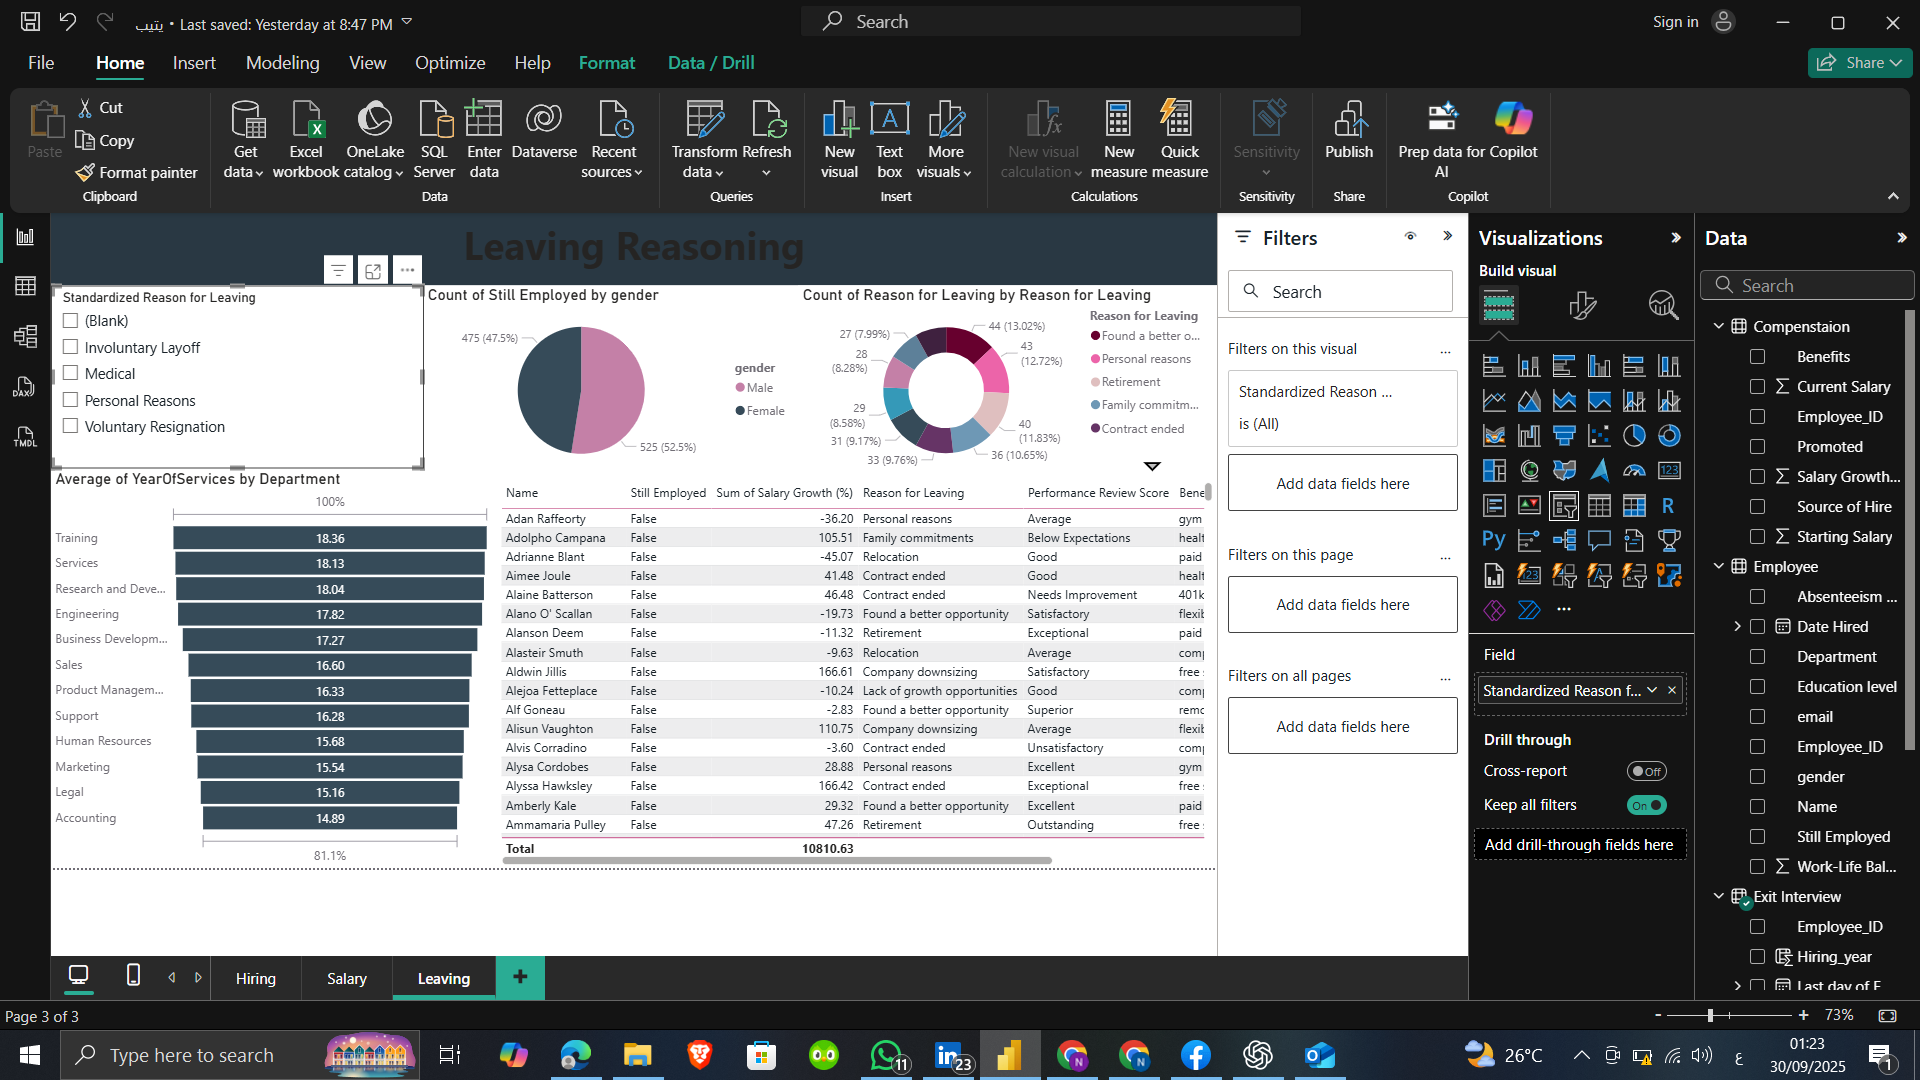 يتيب • Last saved: Yesterday at 8:47 PM
Search
Sign in
File Home Insert Modeling View Optimize Help Format Data / Drill
Share
Paste
Cut
Copy
Format painter
Clipboard
Get data
Excel workbook
OneLake catalog
SQL Server
Enter data
Dataverse
Recent sources
Data
Transform data
Refresh
Queries
New visual
Text box
More visuals
Insert
New visual calculation
New measure
Quick measure
Calculations
Sensitivity
Sensitivity
Publish
Share
Prep data for AI
Copilot
Copilot
Leaving Reasoning
Standardized Reason for Leaving
(Blank)
Involuntary Layoff
Medical
Personal Reasons
Voluntary Resignation
Count of Still Employed by gender
475 (47.5%)
525 (52.5%)
gender
Male
Female
Count of Reason for Leaving by Reason for Leaving
44 (13.02%)
43 (12.72%)
40 (11.83%)
36 (10.65%)
33 (9.76%)
31 (9.17%)
29 (8.58%)
28 (8.28%)
27 (7.99%)
Reason for Leaving
Found a better o...
Personal reasons
Retirement
Family commitm...
Contract ended
Average of YearOfServices by Department
100%
Training 18.36
Services 18.13
Research and Deve... 18.04
Engineering 17.82
Business Developm... 17.27
Sales 16.60
Product Managem... 16.33
Support 16.28
Human Resources 15.68
Marketing 15.54
Legal 15.16
Accounting 14.89
81.1%
Name Still Employed Sum of Salary Growth (%) Reason for Leaving Performance Review Score Bene
Adan Raffeorty False -36.20 Personal reasons Average gym
Adolpho Campana False 105.51 Family commitments Below Expectations healt
Adrianne Blant False -45.07 Relocation Good paid
Aimee Joule False 41.48 Contract ended Good healt
Alaine Batterson False 46.48 Contract ended Needs Improvement 401k
Alano O' Scallan False -19.73 Found a better opportunity Satisfactory flexib
Alanson Deem False -11.32 Retirement Exceptional paid
Alasteir Smuth False -9.63 Relocation Average comp
Aldwin Jillis False 166.61 Company downsizing Satisfactory free
Alejoa Fetteplace False -10.24 Lack of growth opportunities Good comp
Alf Goneau False -2.83 Found a better opportunity Superior remo
Alisun Vaughton False 110.75 Company downsizing Average flexib
Alvis Corradino False -3.60 Contract ended Unsatisfactory comp
Alysa Cordobes False 28.88 Personal reasons Excellent gym
Alyssa Hawksley False 166.42 Contract ended Exceptional free
Amberly Kale False 29.32 Found a better opportunity Excellent paid
Ammamaria Pulley False 47.26 Retirement Outstanding free
Total 10810.63
Filters
Search
Filters on this visual ...
Standardized Reason ...
is (All)
Add data fields here
Filters on this page ...
Add data fields here
Filters on all pages ...
Add data fields here
Visualizations
Build visual
123
R
Py
123
...
Field
Standardized Reason f...
Drill through
Cross-report Off
Keep all filters On
Add drill-through fields here
Data
Search
Compenstaion
Benefits
Current Salary
Employee_ID
Promoted
Salary Growth...
Source of Hire
Starting Salary
Employee
Absenteeism ...
Date Hired
Department
Education level
email
Employee_ID
gender
Name
Still Employed
Work-Life Bal...
Exit Interview
Employee_ID
Hiring_year
DAX
TMDL
Hiring Salary Leaving +
Page 3 of 3
- + 73%
Type here to search
11
23
N
N
26°C
ع
01:23
30/09/2025
1